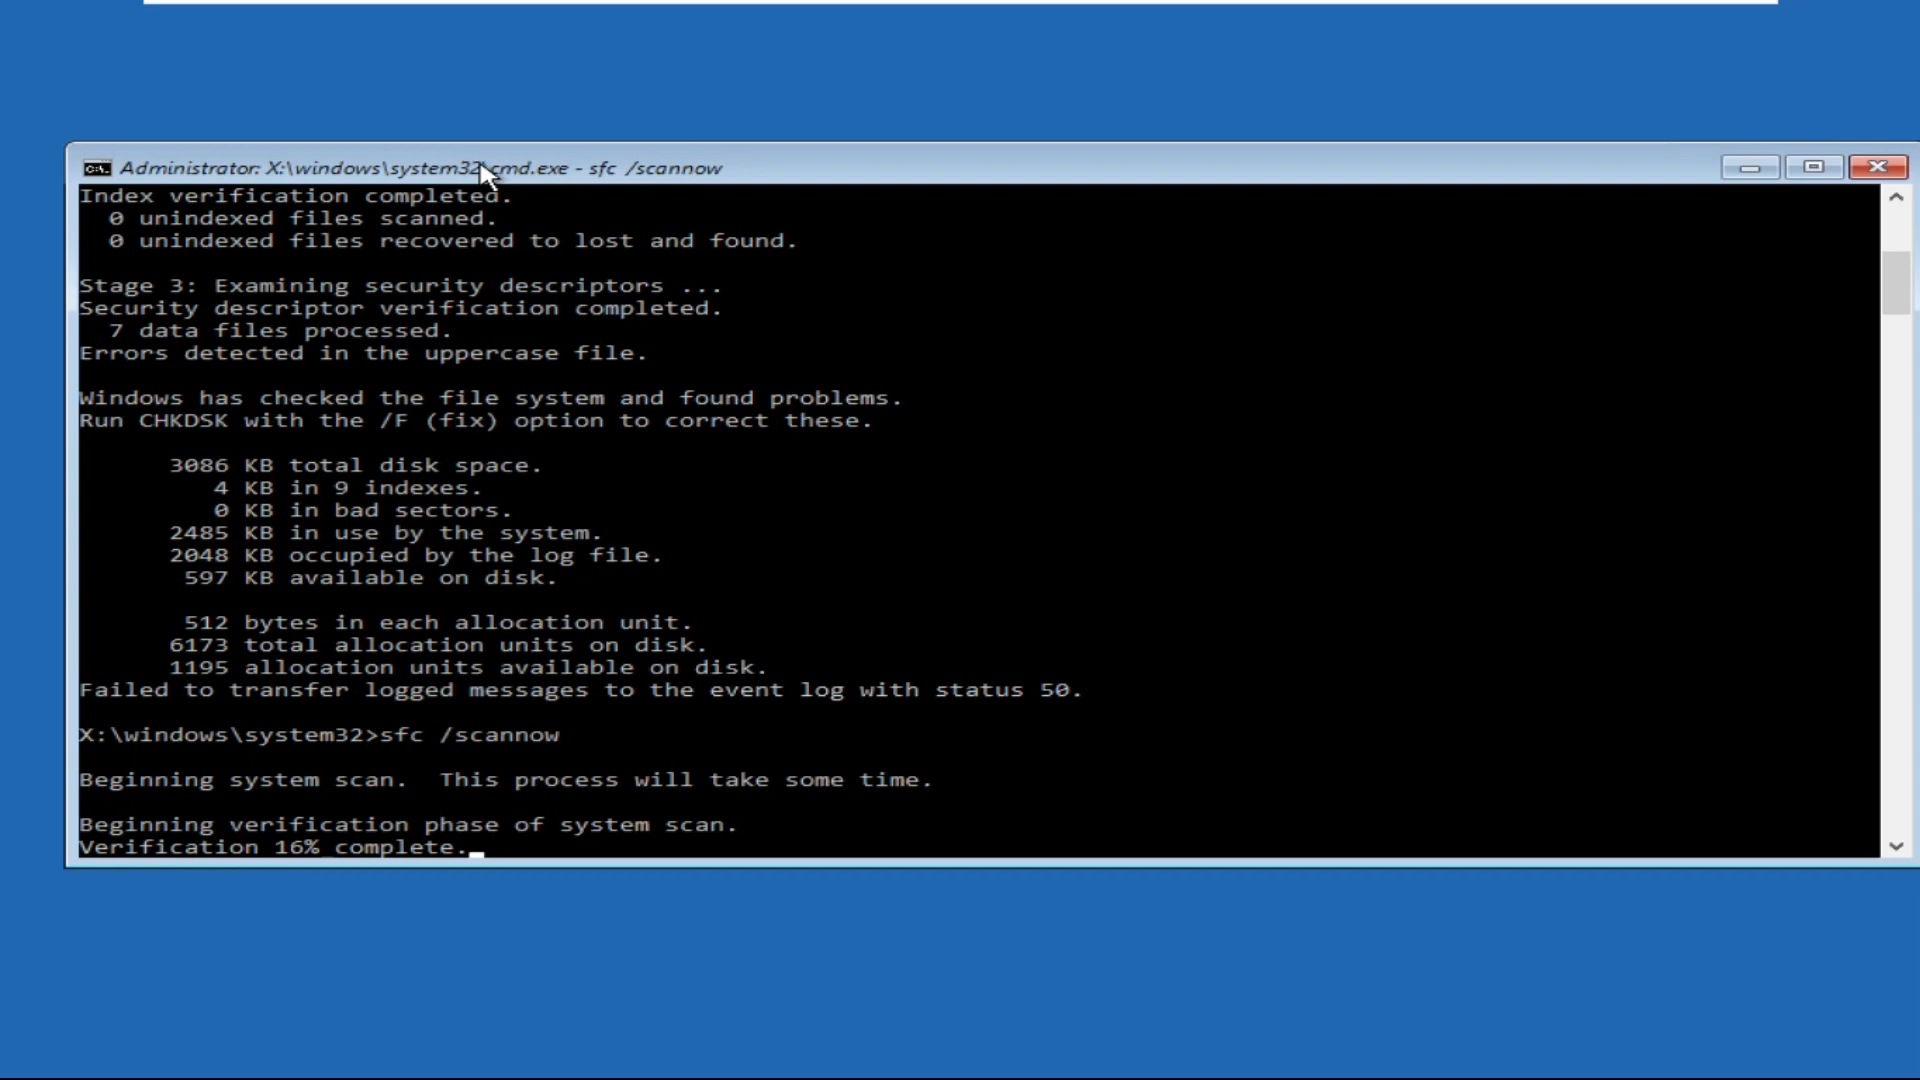 Administrator: X:\windows\system32\cmd.exe - sfc /scannow
Index verification completed.
0 unindexed files scanned.
0 unindexed files recovered to lost and found.
Stage 3: Examining security descriptors ...
Security descriptor verification completed.
7 data files processed.
Errors detected in the uppercase file.
Windows has checked the file system and found problems.
Run CHKDSK with the /F (fix) option to correct these.
3086 KB total disk space.
4 KB in 9 indexes.
0 KB in bad sectors.
2485 KB in use by the system.
2048 KB occupied by the log file.
597 KB available on disk.
512 bytes in each allocation unit.
6173 total allocation units on disk.
1195 allocation units available on disk.
Failed to transfer logged messages to the event log with status 50.
X:\windows\system32>sfc /scannow
Beginning system scan.  This process will take some time.
Beginning verification phase of system scan.
Verification 16% complete.